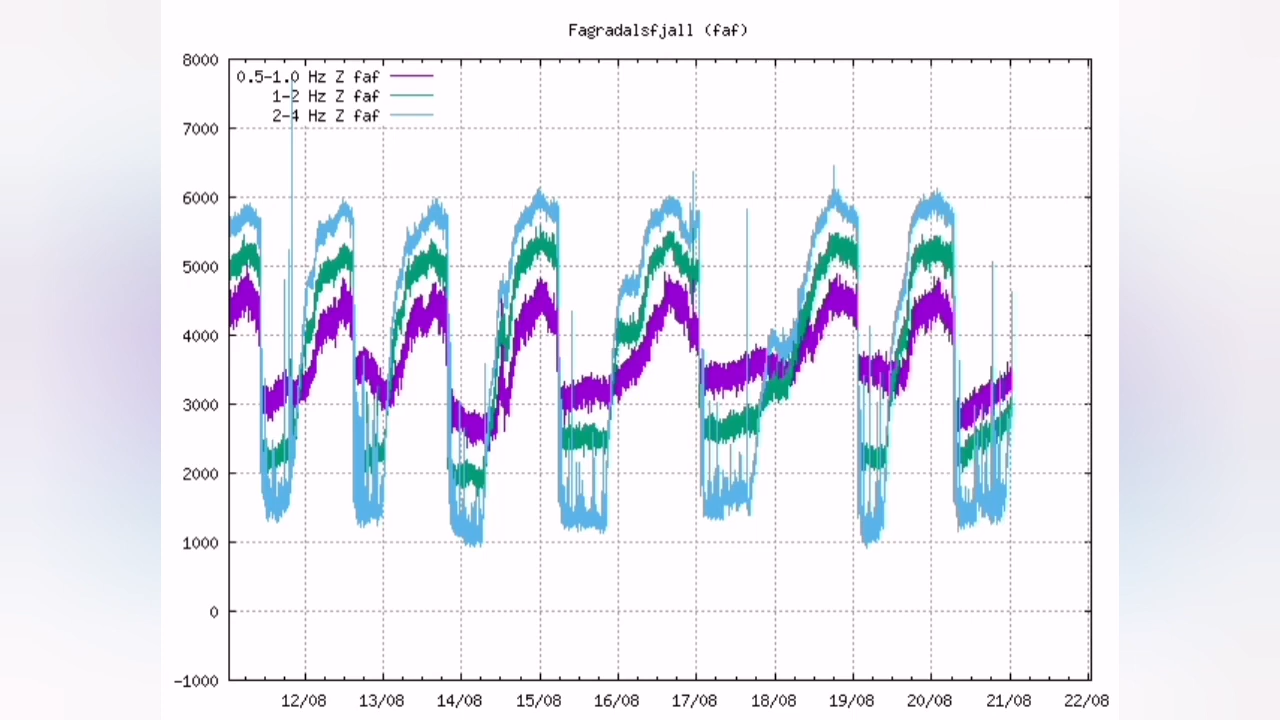 Fagradalsfjall (faf)
8000
0.5-1.0 Hz Z faf
1-2 Hz Z faf
2-4 Hz Z faf
7000
6000
5000
4000
3000
2000
1000
0
-1000
12/08 13/08 14/08 15/08 16/08 17/08 18/08 19/08 20/08 21/08 22/08